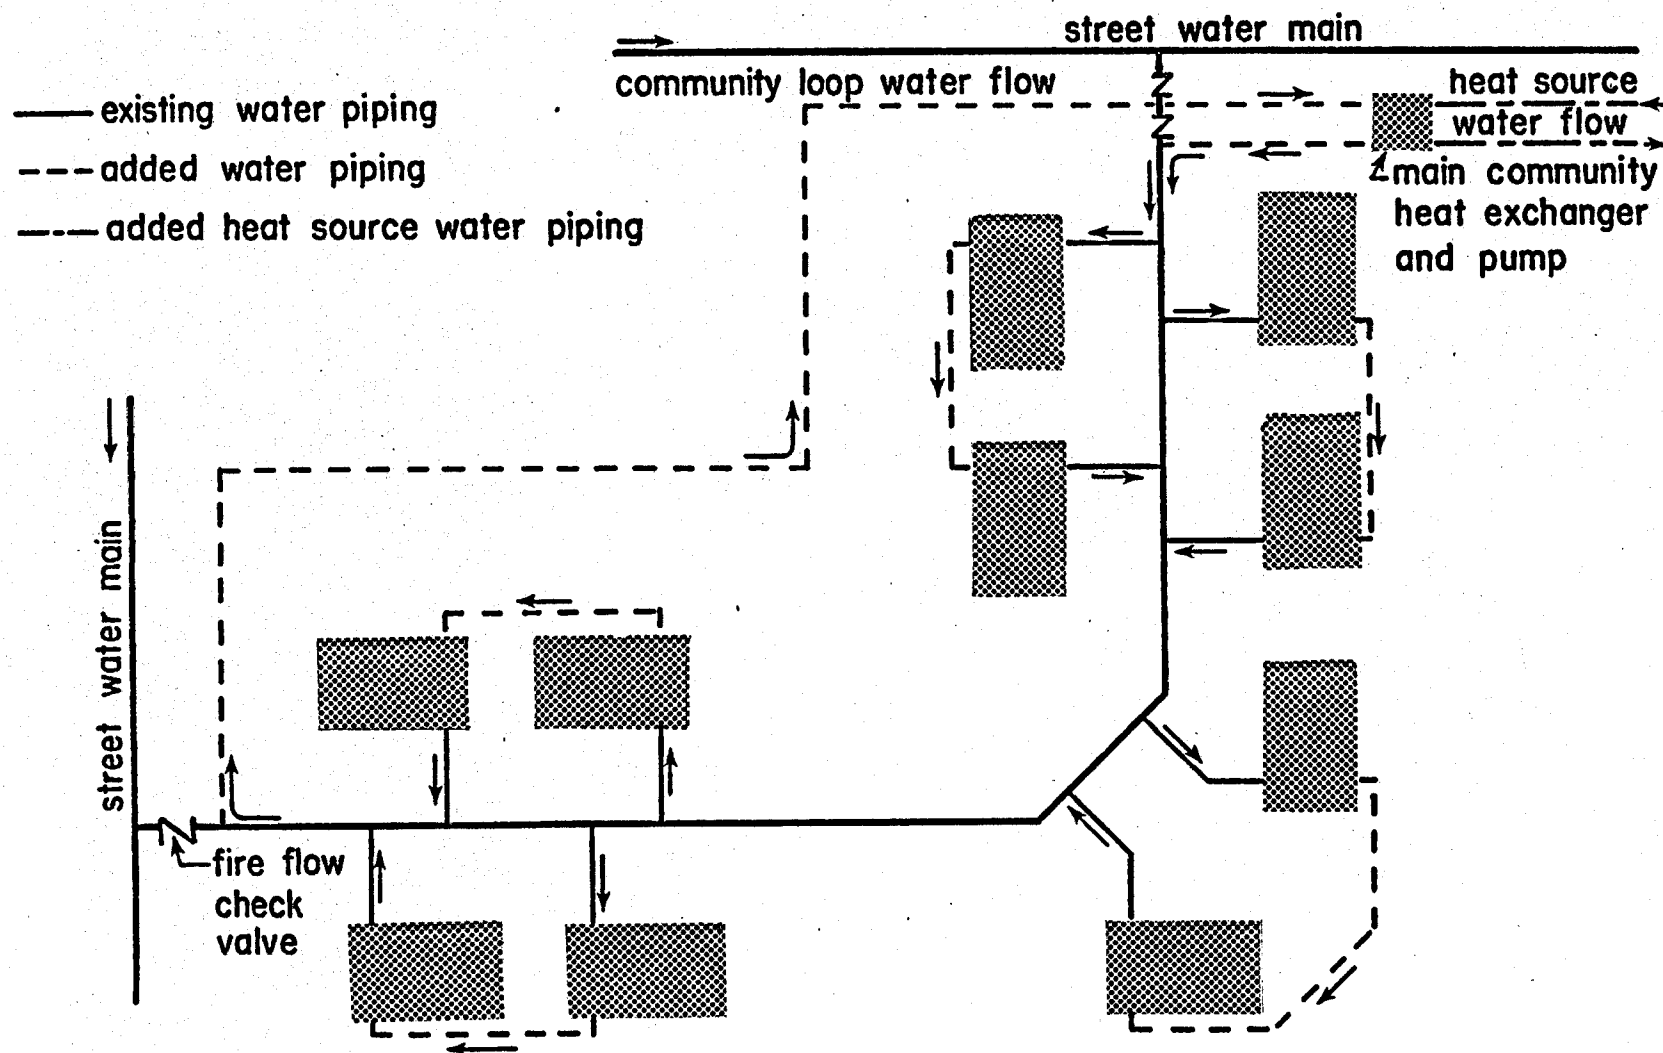 street water main
community loop water flow
heat source
water flow
existing water piping
added water piping
added heat source water piping
main community
heat exchanger
and pump
street water main
fire flow
check
valve